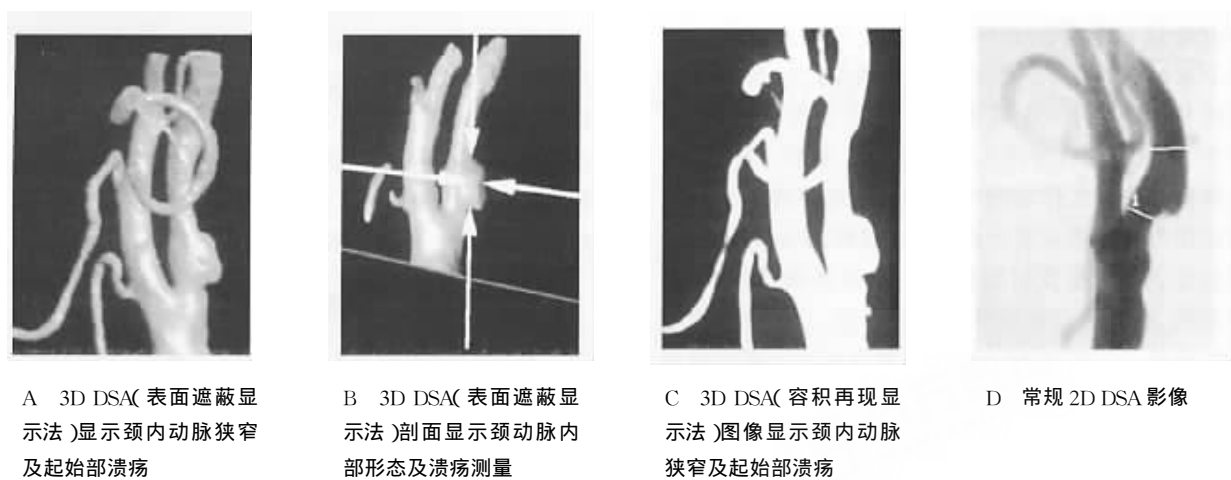 A 3D DSA(表面遮蔽显
示法)显示颈内动脉狭窄
及起始部溃疡
B 3D DSA(表面遮蔽显
示法)剖面显示颈动脉内
部形态及溃疡测量
C 3D DSA(容积再现显
示法)图像显示颈内动脉
狭窄及起始部溃疡
D 常规 2D DSA 影像